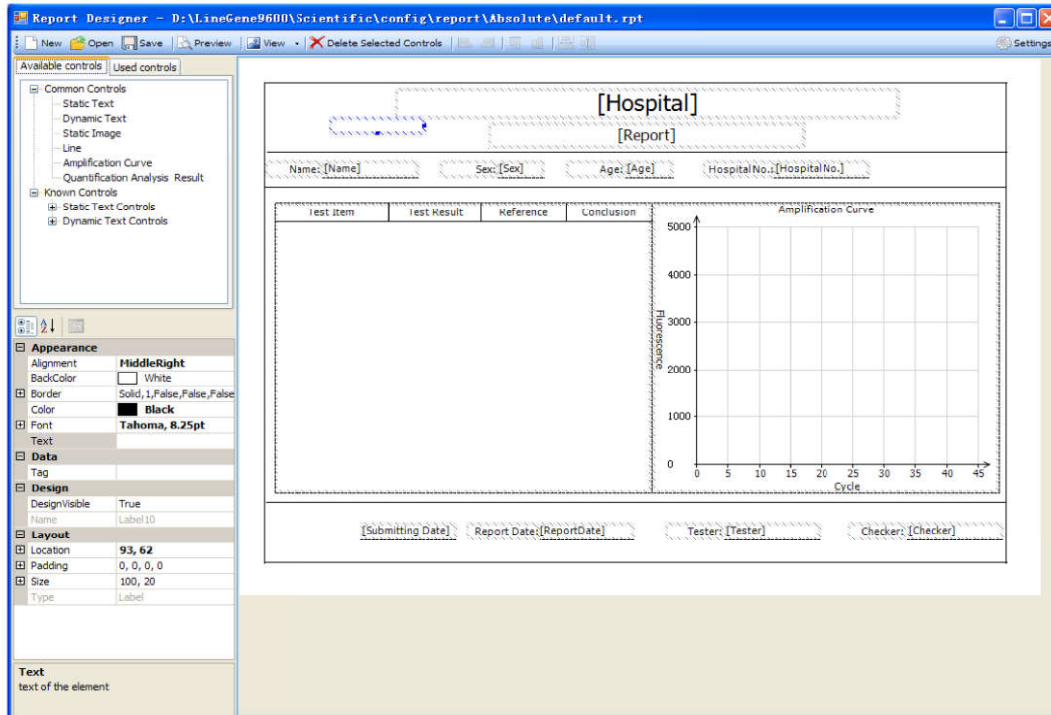 Report Designer - D:\LineGene9600\Scientific\config\report\Absolute\default.rpt
New Open Save Preview View Delete Selected Controls Settings
Available controls Used controls
Common Controls
Static Text
Dynamic Text
Static Image
Line
Amplification Curve
Quantification Analysis Result
Known Controls
Static Text Controls
Dynamic Text Controls
Appearance
Alignment MiddleRight
BackColor White
Border Solid,1,False,False,False
Color Black
Font Tahoma, 8.25pt
Text
Data
Tag
Design
DesignVisible True
Name Label10
Layout
Location 93, 62
Padding 0, 0, 0, 0
Size 100, 20
Type Label
Text
text of the element
[Hospital]
[Report]
Name: [Name] Sex: [Sex] Age: [Age] HospitalNo.:[HospitalNo.]
Test Item Test Result Reference Conclusion
Amplification Curve
5000
4000
3000
2000
1000
0
Fluorescence
0 5 10 15 20 25 30 35 40 45
Cycle
[Submitting Date] Report Date:[ReportDate] Tester: [Tester] Checker: [Checker]